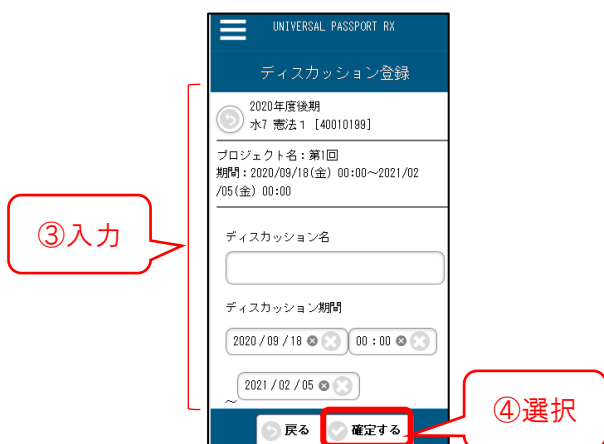 UNIVERSAL PASSPORT RX
ディスカッション登録
2020年度後期
水7 憲法1 [40010199]
プロジェクト名：第1回
期間：2020/09/18(金) 00:00～2021/02
/05(金) 00:00
③入力
ディスカッション名
ディスカッション期間
2020/09/18 00:00
2021/02/05
～
戻る 確定する
④選択